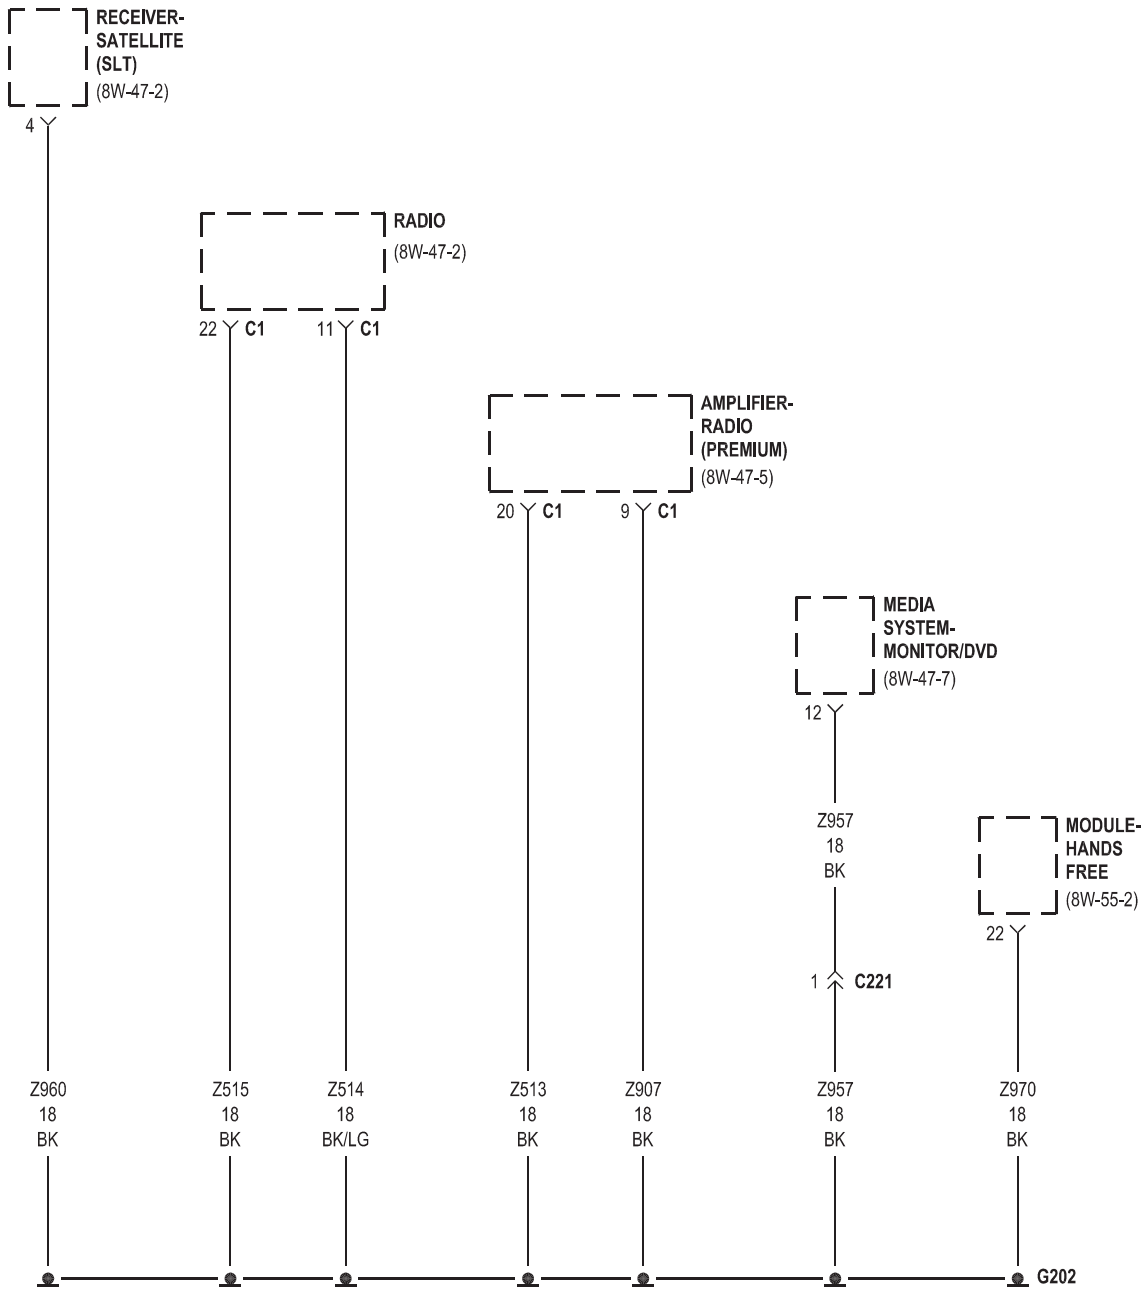 RECEIVER-
SATELLITE
(SLT)
(8W-47-2)
4
RADIO
(8W-47-2)
22 C1
11 C1
AMPLIFIER-
RADIO
(PREMIUM)
(8W-47-5)
20 C1
9 C1
MEDIA
SYSTEM-
MONITOR/DVD
(8W-47-7)
12
Z957
18
BK
MODULE-
HANDS
FREE
(8W-55-2)
22
1 C221
Z960
18
BK
Z515
18
BK
Z514
18
BK/LG
Z513
18
BK
Z907
18
BK
Z957
18
BK
Z970
18
BK
G202